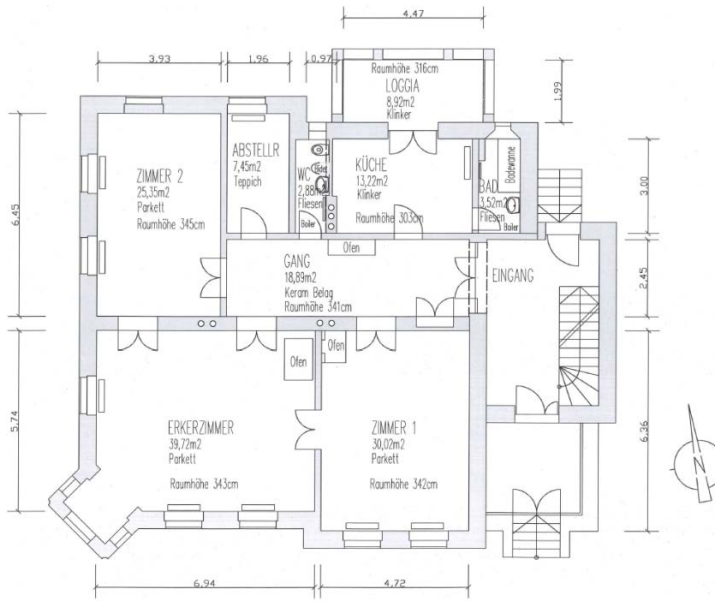 4.47
3.93
1.96
0.97
Raumhöhe 316cm
LOGGIA
8,92m2
Klinker
1.99
ZIMMER 2
25,35m2
Parkett
Raumhöhe 345cm
ABSTELLR
7,45m2
Teppich
WC
2,88m2
Fliesen
Boiler
Bidet
KÜCHE
13,22m2
Klinker
Raumhöhe 303cm
BAD
3,52m2
Fliesen
Badewanne
Boiler
3.00
6.45
Ofen
GANG
18,89m2
Keram Belag
Raumhöhe 341cm
EINGANG
2.45
Ofen
Ofen
ERKERZIMMER
39,72m2
Parkett
Raumhöhe 343cm
ZIMMER 1
30,02m2
Parkett
Raumhöhe 342cm
5.74
6.36
N
6.94
4.72